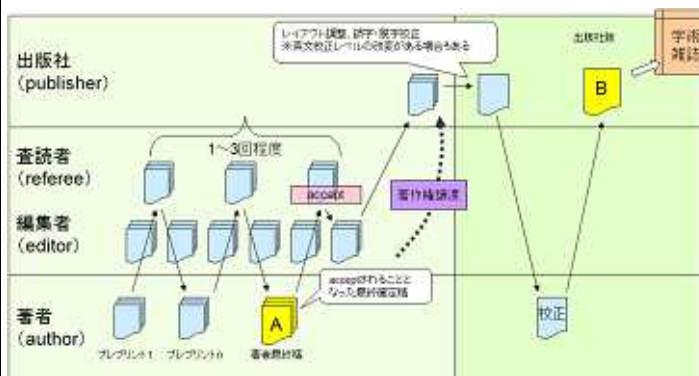 レイアウト調整、誤字・脱字校正
※英文校正レベルの改変がある場合もある
出版社版
学術
雑誌
出版社
(publisher)
B
1～3回程度
査読者
(referee)
accept
著作権譲渡
編集者
(editor)
acceptされることと
なった最終確定稿
著者
(author)
A
校正
プレプリント1
プレプリントn
著者最終稿